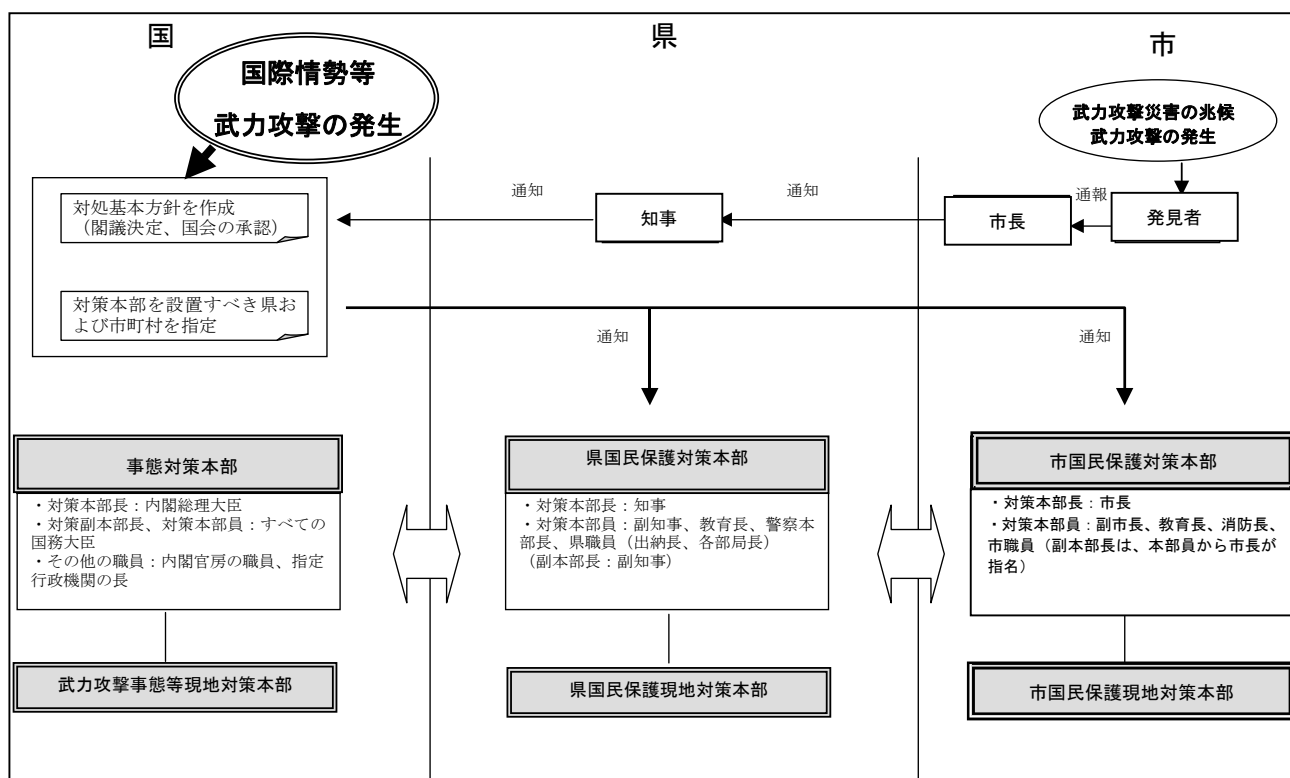 国
県
市
国際情勢等
武力攻撃の発生
武力攻撃災害の兆候
武力攻撃の発生
対処基本方針を作成
（閣議決定、国会の承認）
通知
知事
通知
市長
通報
発見者
対策本部を設置すべき県お
よび市町村を指定
通知
通知
事態対策本部
・対策本部長：内閣総理大臣
・対策副本部長、対策本部員：すべての
国務大臣
・その他の職員：内閣官房の職員、指定
行政機関の長
県国民保護対策本部
・対策本部長：知事
・対策本部員：副知事、教育長、警察本
部長、県職員（出納長、各部局長）
（副本部長：副知事）
市国民保護対策本部
・対策本部長：市長
・対策本部員：副市長、教育長、消防長、
市職員（副本部長は、本部員から市長が
指名）
武力攻撃事態等現地対策本部
県国民保護現地対策本部
市国民保護現地対策本部